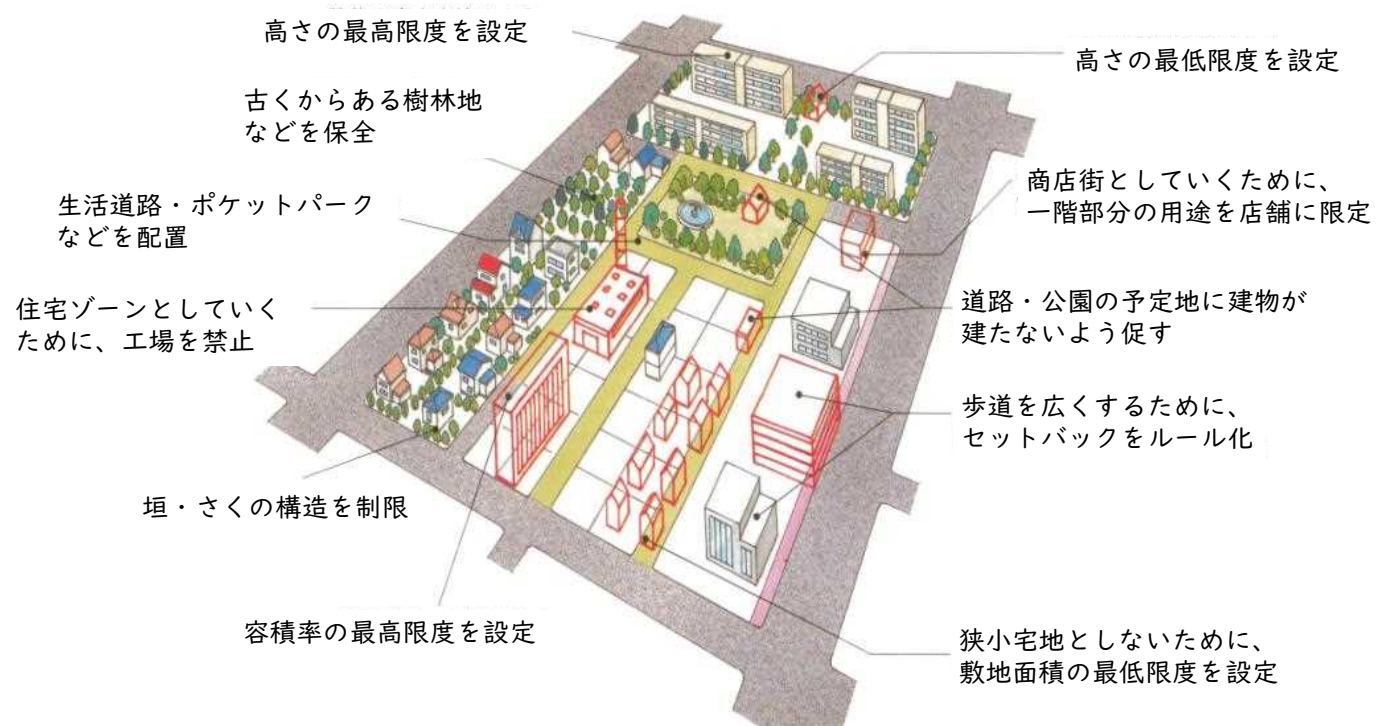 高さの最高限度を設定
高さの最低限度を設定
古くからある樹林地
などを保全
商店街としていくために、
一階部分の用途を店舗に限定
生活道路・ポケットパーク
などを配置
道路・公園の予定地に建物が
建たないよう促す
住宅ゾーンとしていく
ために、工場を禁止
歩道を広くするために、
セットバックをルール化
垣・さくの構造を制限
容積率の最高限度を設定
狭小宅地としないために、
敷地面積の最低限度を設定